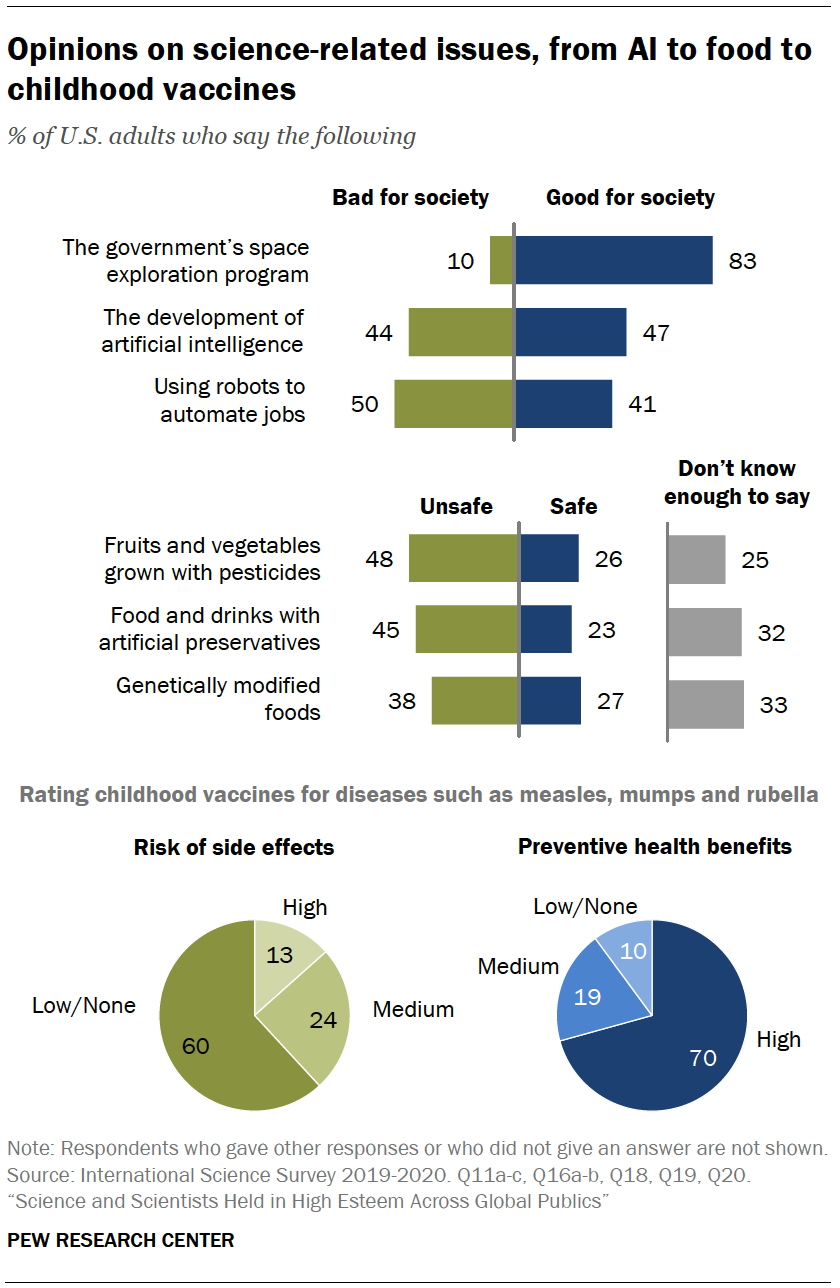 Opinions on science-related issues, from AI to food to
childhood vaccines
% of U.S. adults who say the following
Bad for society Good for society
The government’s space
exploration program
10 83
The development of
artificial intelligence
44 47
Using robots to
automate jobs
50 41
Don’t know
enough to say
Unsafe Safe
Fruits and vegetables
grown with pesticides
48 26 25
Food and drinks with
artificial preservatives
45 23 32
Genetically modified
foods
38 27 33
Rating childhood vaccines for diseases such as measles, mumps and rubella
Risk of side effects
High
13
Medium
24
Low/None
60
Preventive health benefits
Low/None
10
Medium
19
High
70
Note: Respondents who gave other responses or who did not give an answer are not shown.
Source: International Science Survey 2019-2020. Q11a-c, Q16a-b, Q18, Q19, Q20.
“Science and Scientists Held in High Esteem Across Global Publics”
PEW RESEARCH CENTER